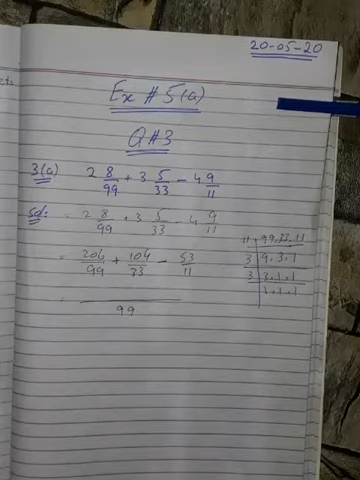 20-05-20
Ex # 5(a)
Q#3
3(a) 2 8/99 + 3 5/33 - 4 9/11
Sol: = 2 8/99 + 3 5/33 - 4 9/11
= 206/99 + 104/33 - 53/11
= /99
11 | 99, 33, 11
3 | 9, 3, 1
3 | 3, 1, 1
1, 1, 1